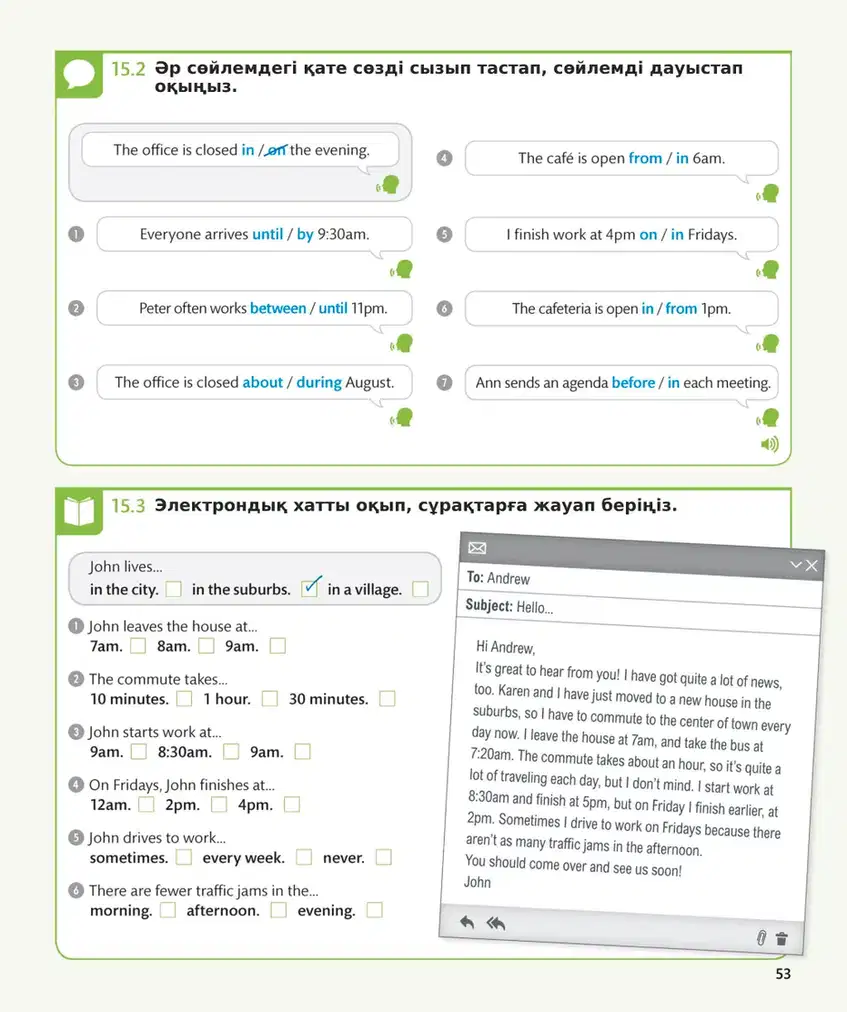 15.2 Әр сөйлемдегі қате сөзді сызып тастап, сөйлемді дауыстап
оқыңыз.
The office is closed in / on the evening.
1 Everyone arrives until / by 9:30am.
2 Peter often works between / until 11pm.
3 The office is closed about / during August.
4 The café is open from / in 6am.
5 I finish work at 4pm on / in Fridays.
6 The cafeteria is open in / from 1pm.
7 Ann sends an agenda before / in each meeting.
15.3 Электрондық хатты оқып, сұрақтарға жауап беріңіз.
John lives...
in the city. in the suburbs. in a village.
1 John leaves the house at...
7am. 8am. 9am.
2 The commute takes...
10 minutes. 1 hour. 30 minutes.
3 John starts work at...
9am. 8:30am. 9am.
4 On Fridays, John finishes at...
12am. 2pm. 4pm.
5 John drives to work...
sometimes. every week. never.
6 There are fewer traffic jams in the...
morning. afternoon. evening.
To: Andrew
Subject: Hello...
Hi Andrew,
It's great to hear from you! I have got quite a lot of news,
too. Karen and I have just moved to a new house in the
suburbs, so I have to commute to the center of town every
day now. I leave the house at 7am, and take the bus at
7:20am. The commute takes about an hour, so it's quite a
lot of traveling each day, but I don't mind. I start work at
8:30am and finish at 5pm, but on Friday I finish earlier, at
2pm. Sometimes I drive to work on Fridays because there
aren't as many traffic jams in the afternoon.
You should come over and see us soon!
John
53